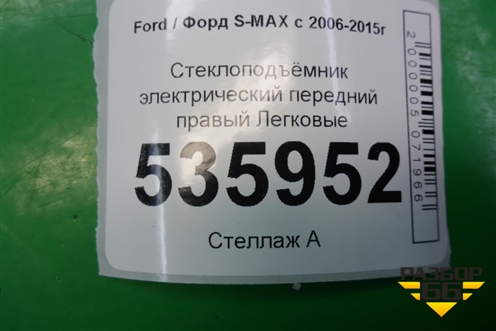 Ford / Форд S-MAX с 2006-2015г
Стеклоподъёмник
электрический передний
правый Легковые
535952
Стеллаж А
2000005071966
РАЗБОР
66